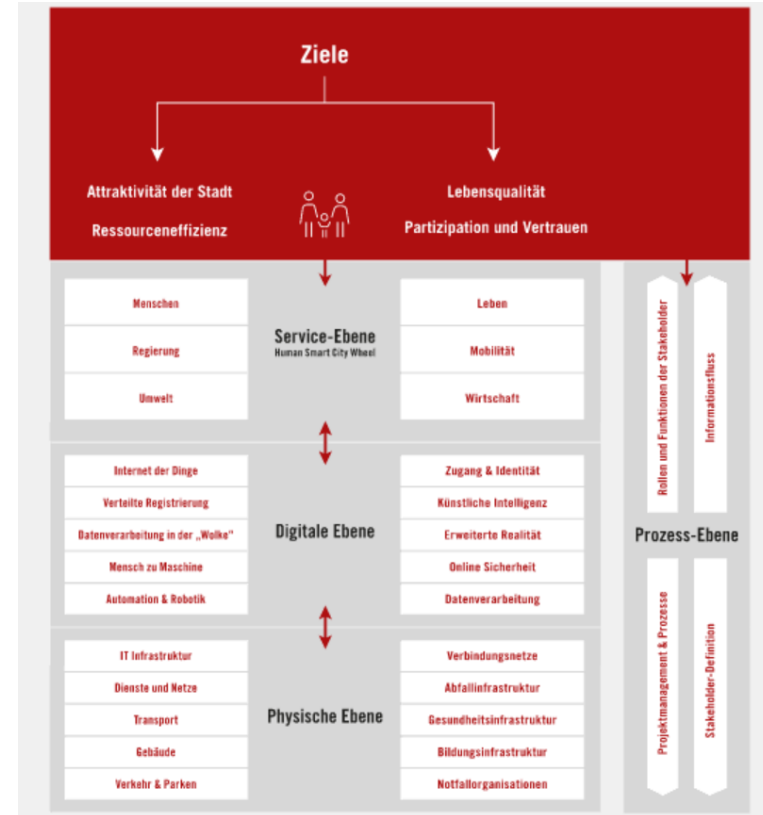 Ziele
Attraktivität der Stadt
Ressourceneffizienz
Lebensqualität
Partizipation und Vertrauen
Menschen
Regierung
Umwelt
Service-Ebene
Human Smart City Wheel
Leben
Mobilität
Wirtschaft
Internet der Dinge
Verteilte Registrierung
Datenverarbeitung in der „Wolke“
Mensch zu Maschine
Automation & Robotik
Digitale Ebene
Zugang & Identität
Künstliche Intelligenz
Erweiterte Realität
Online Sicherheit
Datenverarbeitung
IT Infrastruktur
Dienste und Netze
Transport
Gebäude
Verkehr & Parken
Physische Ebene
Verbindungsnetze
Abfallinfrastruktur
Gesundheitsinfrastruktur
Bildungsinfrastruktur
Notfallorganisationen
Rollen und Funktionen der Stakeholder
Informationsfluss
Prozess-Ebene
Projektmanagement & Prozesse
Stakeholder-Definition